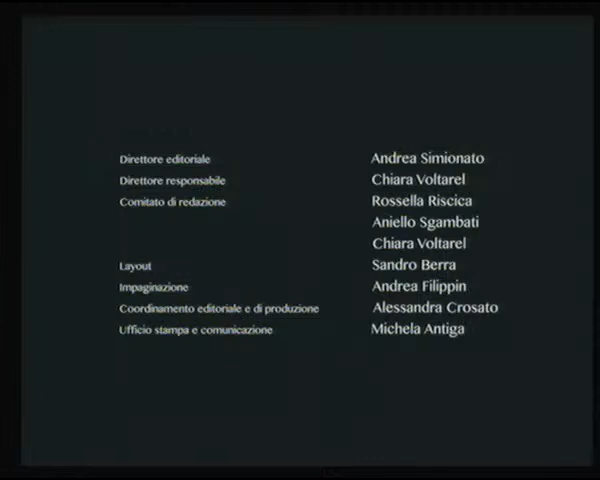 Direttore editoriale Andrea Simionato
Direttore responsabile Chiara Voltarel
Comitato di redazione Rossella Riscica
Aniello Sgambati
Chiara Voltarel
Layout Sandro Berra
Impaginazione Andrea Filippin
Coordinamento editoriale e di produzione Alessandra Crosato
Ufficio stampa e comunicazione Michela Antiga